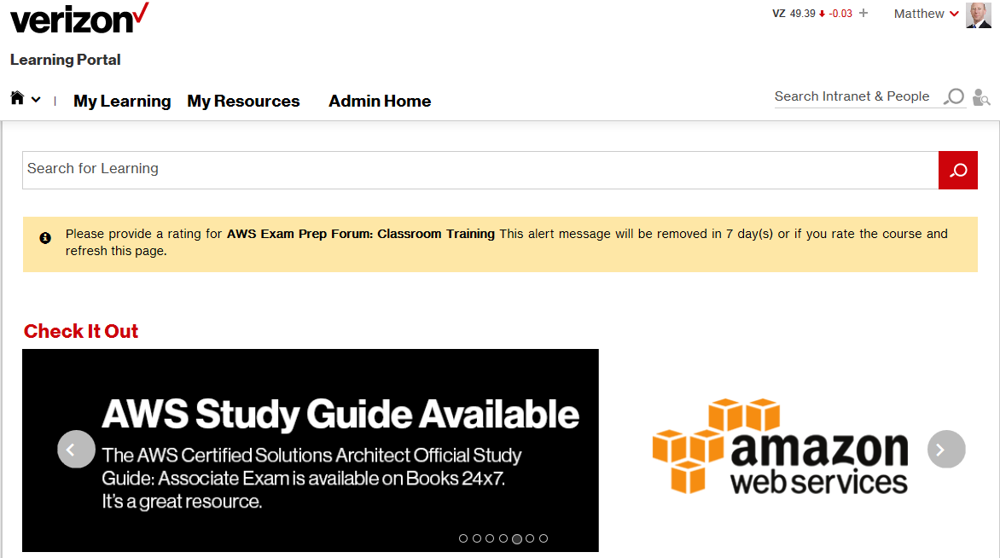 verizon
VZ 49.39 -0.03
Matthew
Learning Portal
My Learning My Resources Admin Home
Search Intranet & People
Search for Learning
Please provide a rating for AWS Exam Prep Forum: Classroom Training This alert message will be removed in 7 day(s) or if you rate the course and
refresh this page.
Check It Out
AWS Study Guide Available
The AWS Certified Solutions Architect Official Study
Guide: Associate Exam is available on Books 24x7.
It's a great resource.
amazon
web services